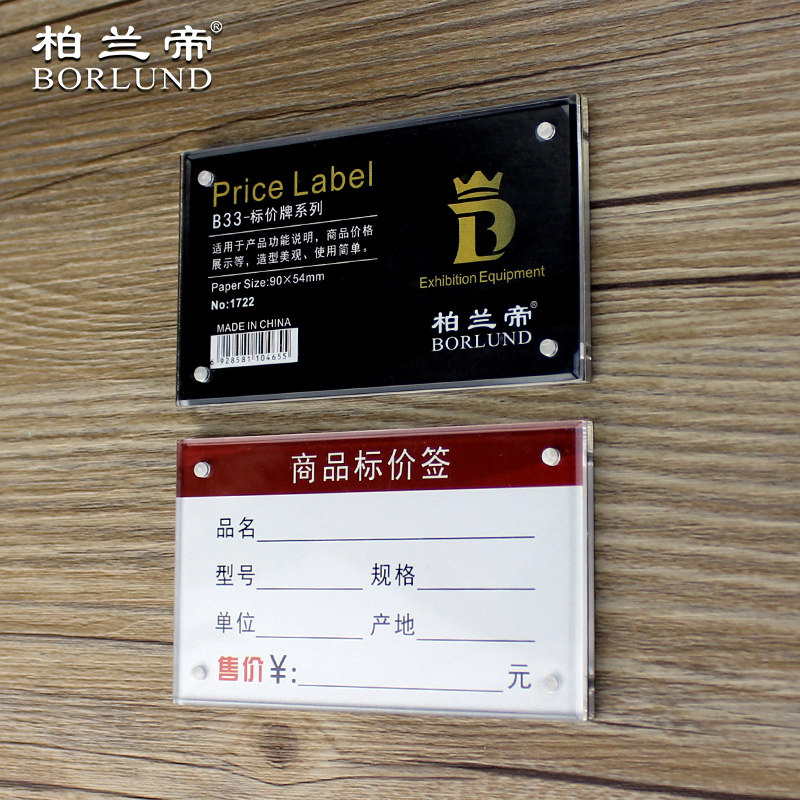 柏兰帝®
BORLUND
Price Label
B33-标价牌系列
适用于产品功能说明，商品价格
展示等，造型美观、使用简单。
Paper Size:90×54mm
No:1722
MADE IN CHINA
6 928581 104655
B
Exhibition Equipment
柏兰帝®
BORLUND
商品标价签
品名
型号 规格
单位 产地
售价￥: 元